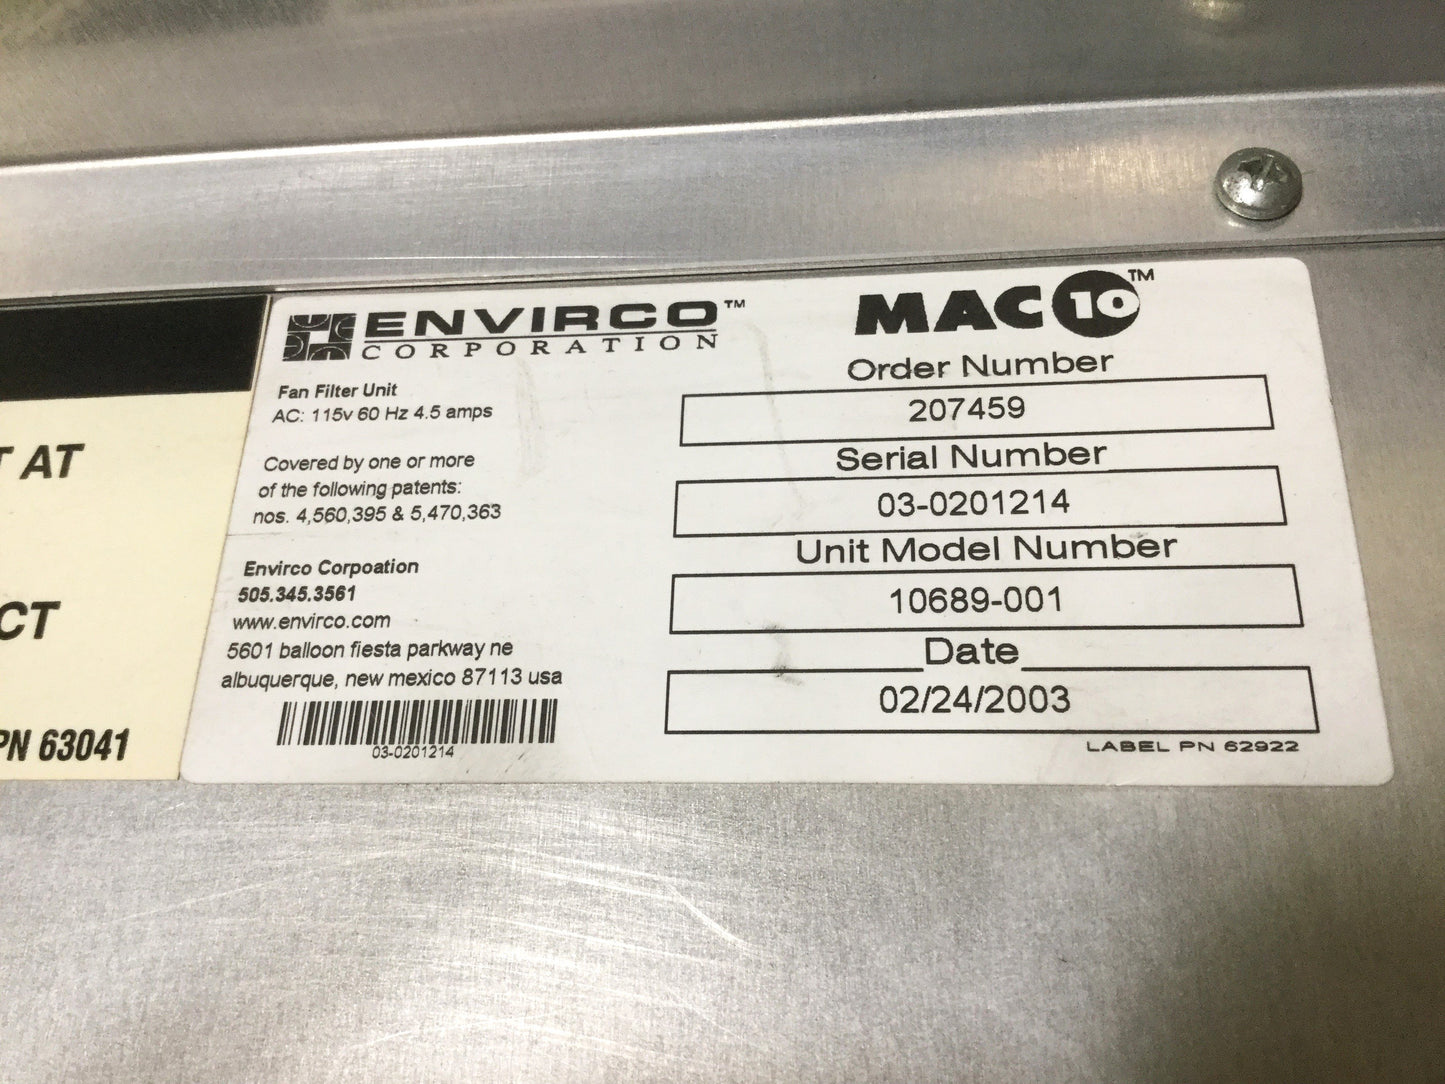 T AT
CT
PN 63041
ENVIRCO™
CORPORATION
Fan Filter Unit
AC: 115v 60 Hz 4.5 amps
Covered by one or more
of the following patents:
nos. 4,560,395 & 5,470,363
Envirco Corpoation
505.345.3561
www.envirco.com
5601 balloon fiesta parkway ne
albuquerque, new mexico 87113 usa
03-0201214
MAC 10™
Order Number
207459
Serial Number
03-0201214
Unit Model Number
10689-001
Date
02/24/2003
LABEL PN 62922